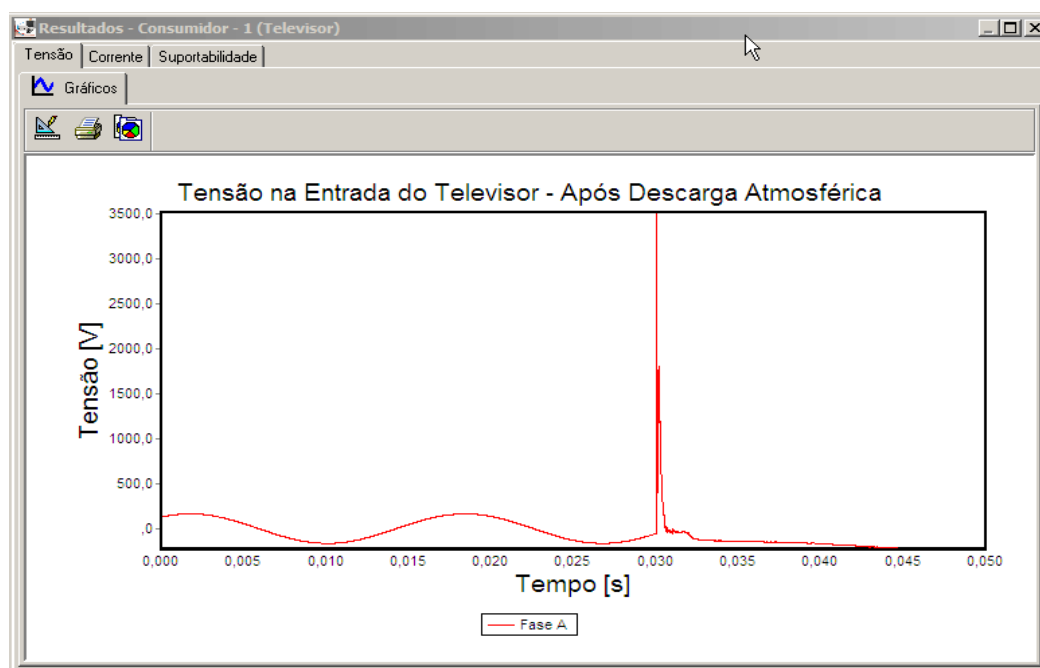 Resultados - Consumidor - 1 (Televisor)
Tensão Corrente Suportabilidade
Gráficos
Tensão na Entrada do Televisor - Após Descarga Atmosférica
Tensão [V]
3500,0
3000,0
2500,0
2000,0
1500,0
1000,0
500,0
,0
0,000 0,005 0,010 0,015 0,020 0,025 0,030 0,035 0,040 0,045 0,050
Tempo [s]
Fase A